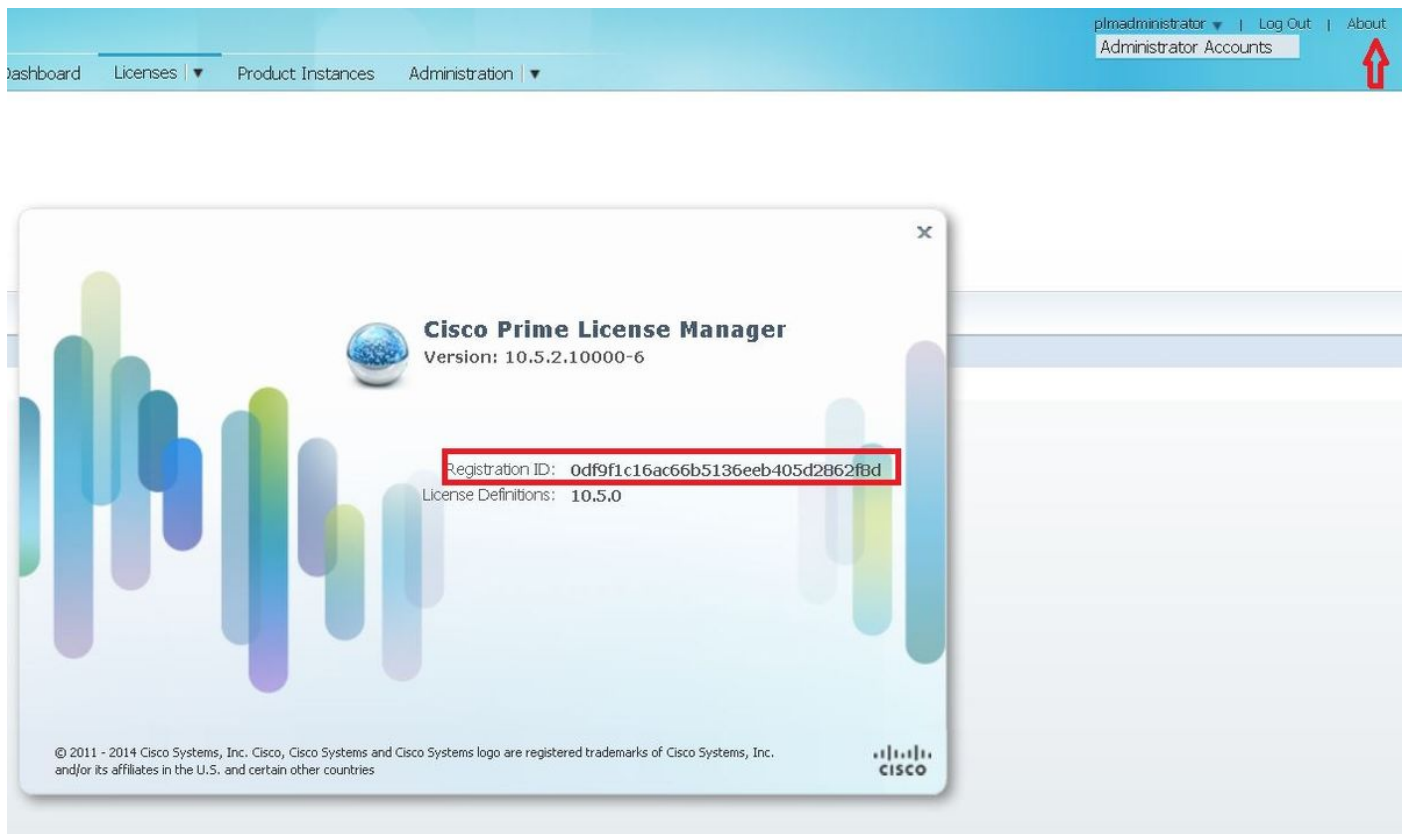 plmadministrator ▼ | Log Out | About
Administrator Accounts
Dashboard Licenses | ▼ Product Instances Administration | ▼
x
Cisco Prime License Manager
Version: 10.5.2.10000-6
Registration ID: 0df9f1c16ac66b5136eeb405d2862f8d
License Definitions: 10.5.0
© 2011 - 2014 Cisco Systems, Inc. Cisco, Cisco Systems and Cisco Systems logo are registered trademarks of Cisco Systems, Inc.
and/or its affiliates in the U.S. and certain other countries
CISCO